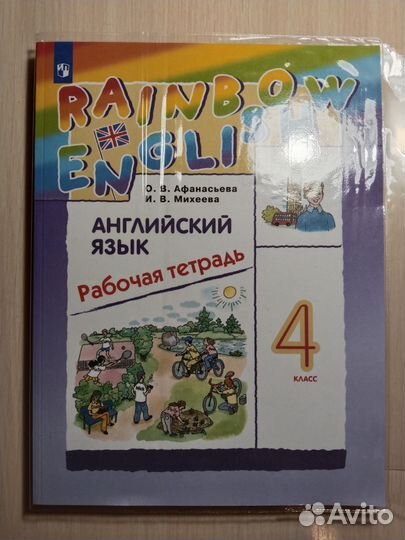 RAINBOW
ENGLISH
О. В. Афанасьева
И. В. Михеева
АНГЛИЙСКИЙ
ЯЗЫК
Рабочая тетрадь
4
КЛАСС
Avito